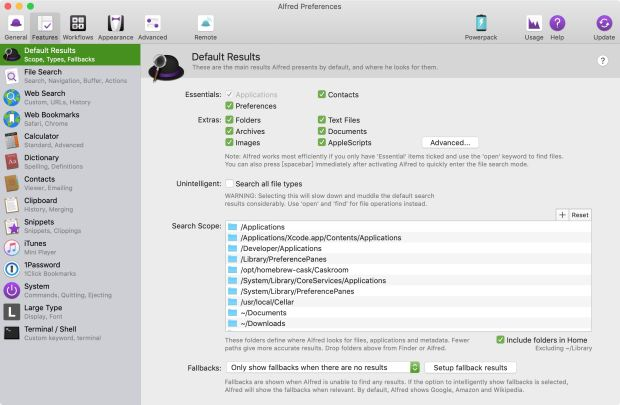 Alfred Preferences
General Features Workflows Appearance Advanced Remote Powerpack Usage Help Update
Default Results
Scope, Types, Fallbacks
File Search
Search, Navigation, Buffer, Actions
Web Search
Custom, URLs, History
Web Bookmarks
Safari, Chrome
Calculator
Standard, Advanced
Dictionary
Spelling, Definitions
Contacts
Viewer, Emailing
Clipboard
History, Merging
Snippets
Snippets, Clippings
iTunes
Mini Player
1Password
1Click Bookmarks
System
Commands, Quitting, Ejecting
Large Type
Display, Font
Terminal / Shell
Custom keyword, terminal
Default Results
These are the main results Alfred presents by default, and where he looks for them.
?
Essentials: Applications Contacts
Preferences
Extras: Folders Text Files
Archives Documents
Images AppleScripts Advanced...
Note: Alfred works most efficiently if you only have 'Essential' items ticked and use the 'open' keyword to find files.
You can also press [spacebar] immediately after activating Alfred to quickly enter the file search mode.
Unintelligent: Search all file types
WARNING: Selecting this will slow down and muddle the default search
results considerably. Use 'open' and 'find' for file operations instead.
+ Reset
Search Scope: /Applications
/Applications/Xcode.app/Contents/Applications
/Developer/Applications
/Library/PreferencePanes
/opt/homebrew-cask/Caskroom
/System/Library/CoreServices/Applications
/System/Library/PreferencePanes
/usr/local/Cellar
~/Documents
~/Downloads
These folders define where Alfred looks for files, applications and metadata. Fewer
paths give more accurate results. Drop folders above from Finder or Alfred.
Include folders in Home
Excluding ~/Library
Fallbacks: Only show fallbacks when there are no results Setup fallback results
Fallbacks are shown when Alfred is unable to find any results. If the option to intelligently show fallbacks is selected,
Alfred will show the fallbacks when relevant. By default, Alfred shows Google, Amazon and Wikipedia.